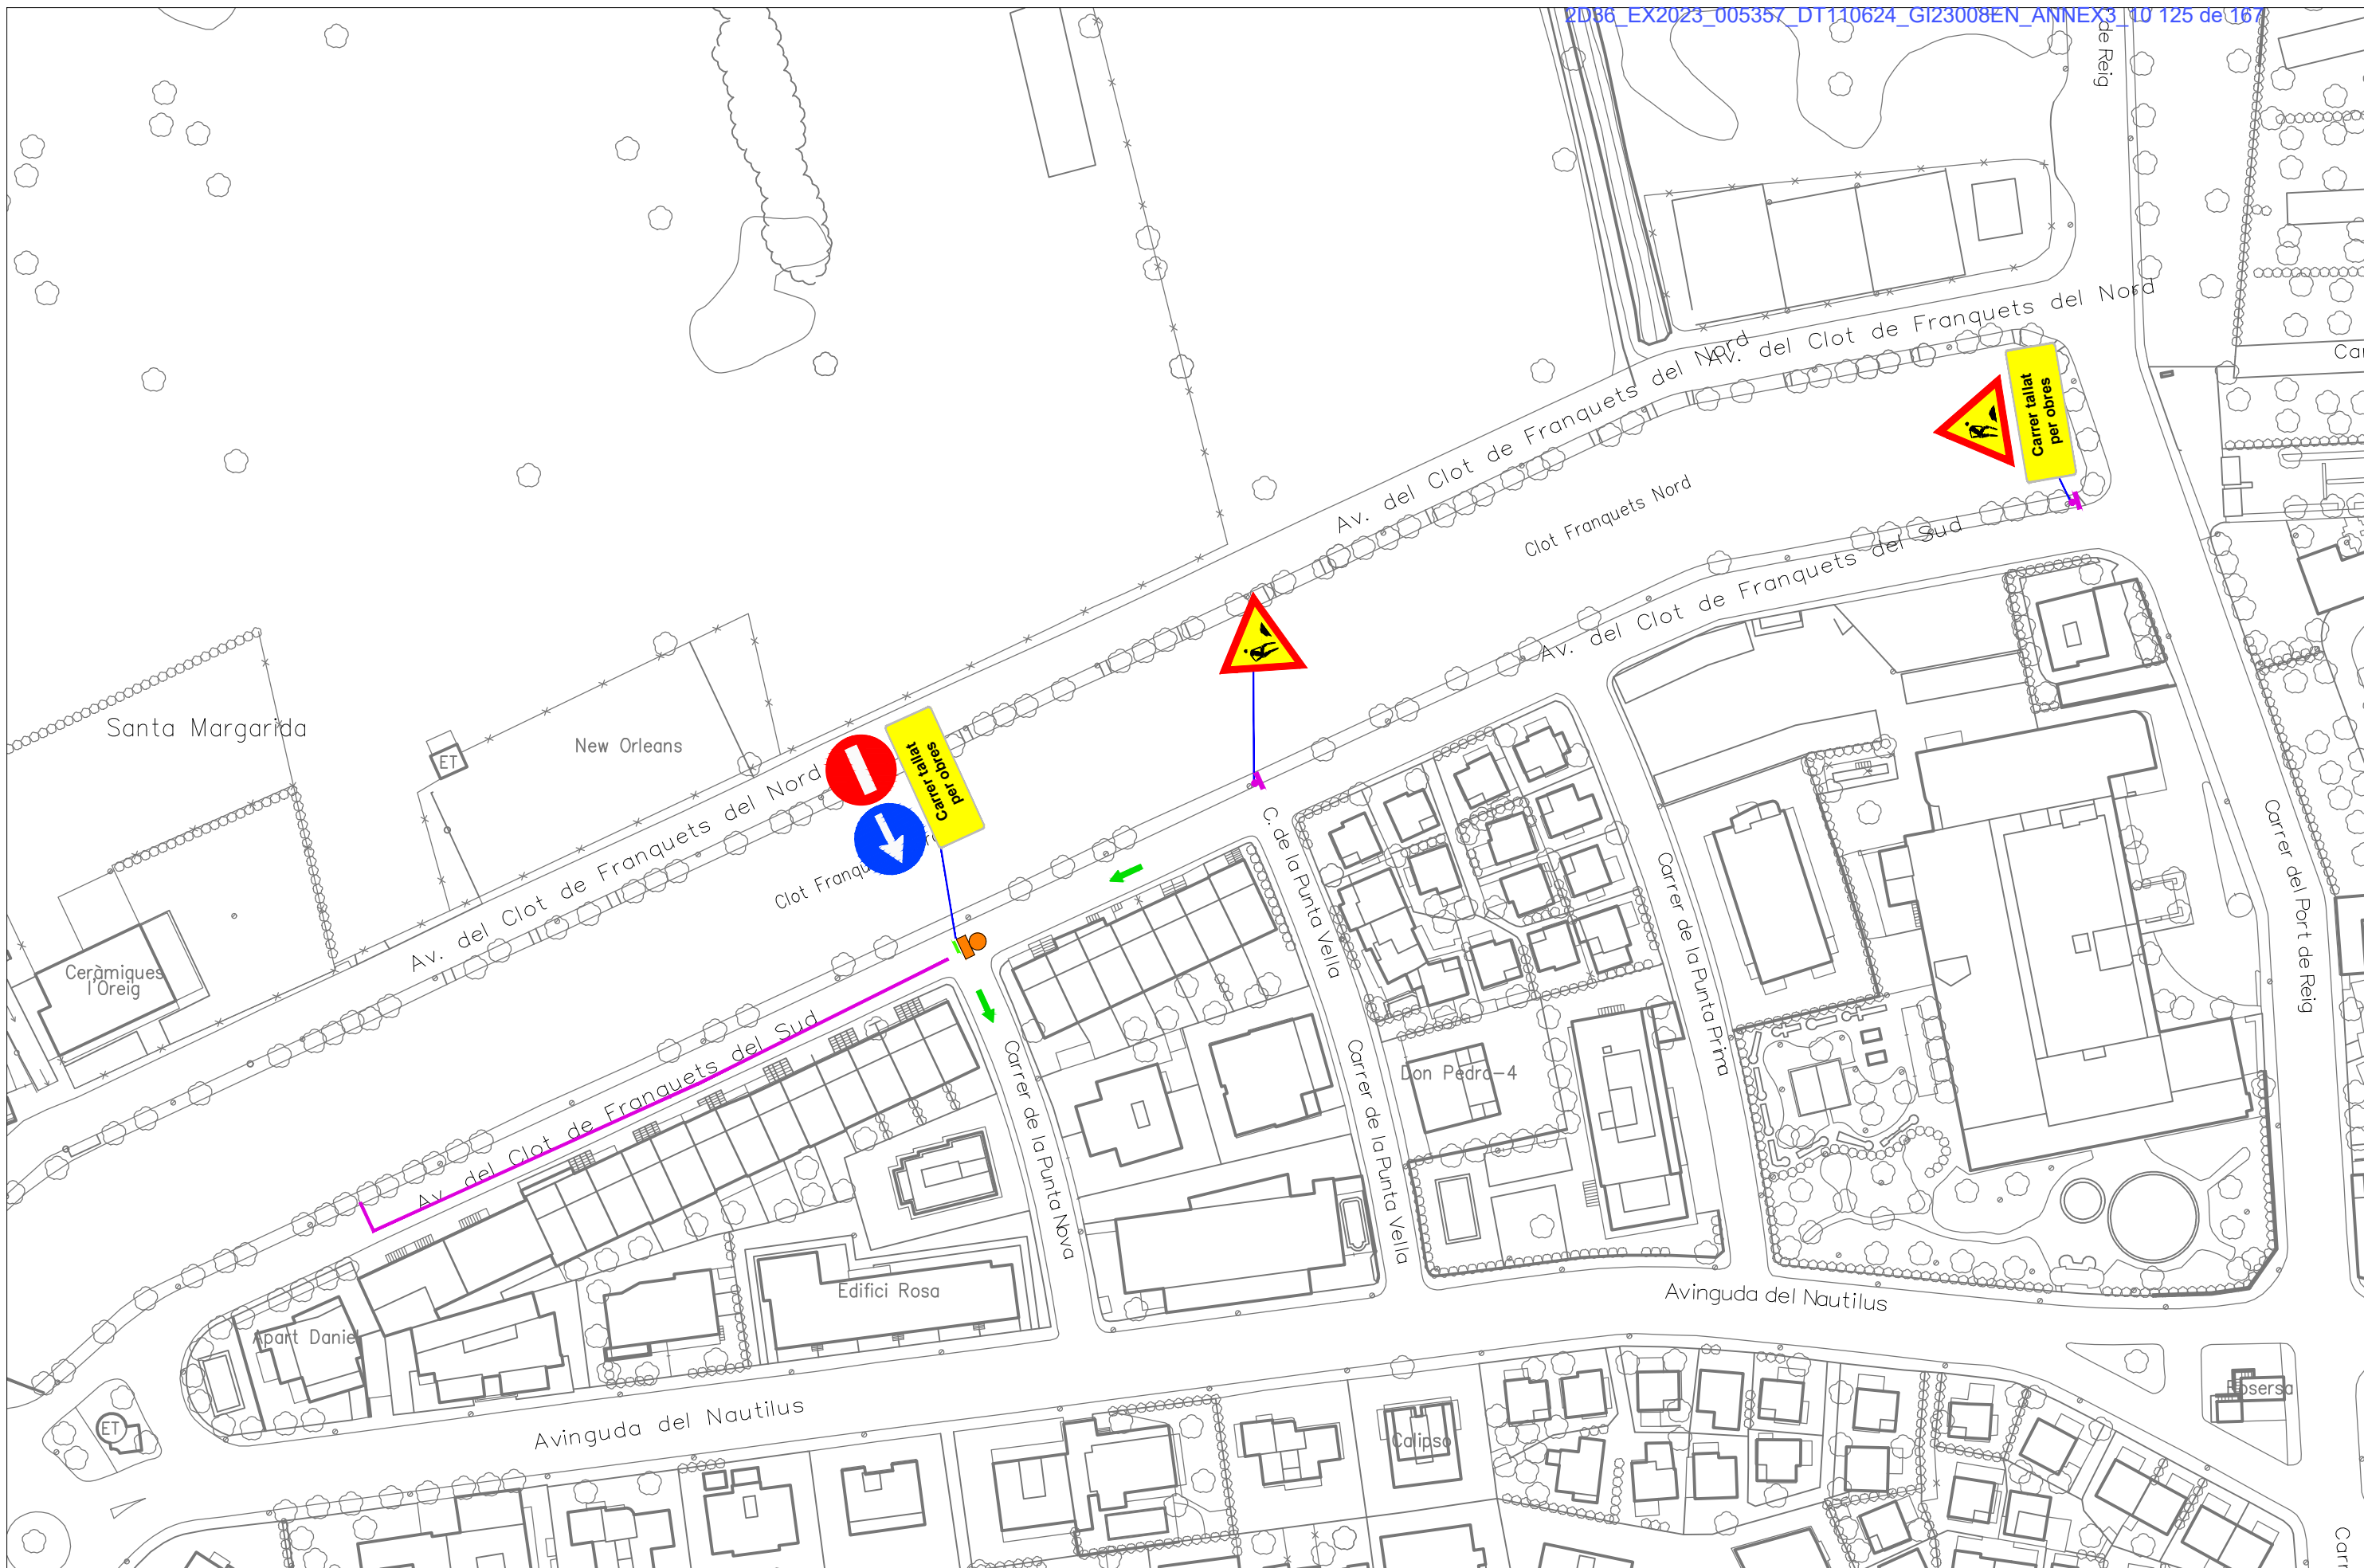 2D36_EX2023_005357_DT110624_GI23008EN_ANNEX3_10 125 de 167
de Reig
Av. del Clot de Franquets del Nord
Av. del Clot de Franquets del Nord
Carrer tallat
per obres
Clot Franquets Nord
Av. del Clot de Franquets del Sud
Santa Margarida
New Orleans
ET
Av. del Clot de Franquets del Nord
Carrer tallat
per obres
Clot Franqu
C. de la Punta Vella
Carrer de la Punta Prima
Carrer del Port de Reig
Ceràmiques
l'Oreig
Av. del Clot de Franquets del Sud
Carrer de la Punta Nova
Carrer de la Punta Vella
Don Pedro-4
Edifici Rosa
Avinguda del Nautilus
Apart Daniel
Avinguda del Nautilus
ET
Calipso